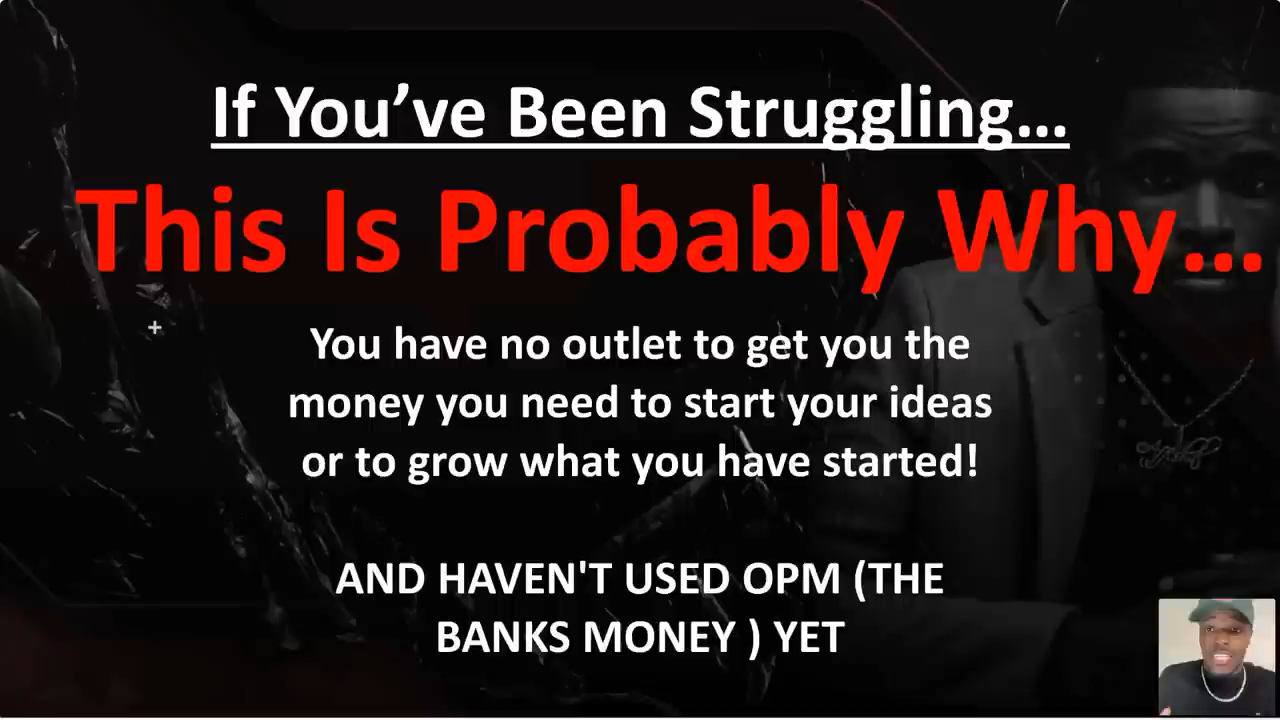 If You’ve Been Struggling...
This Is Probably Why...
You have no outlet to get you the
money you need to start your ideas
or to grow what you have started!
AND HAVEN'T USED OPM (THE
BANKS MONEY ) YET